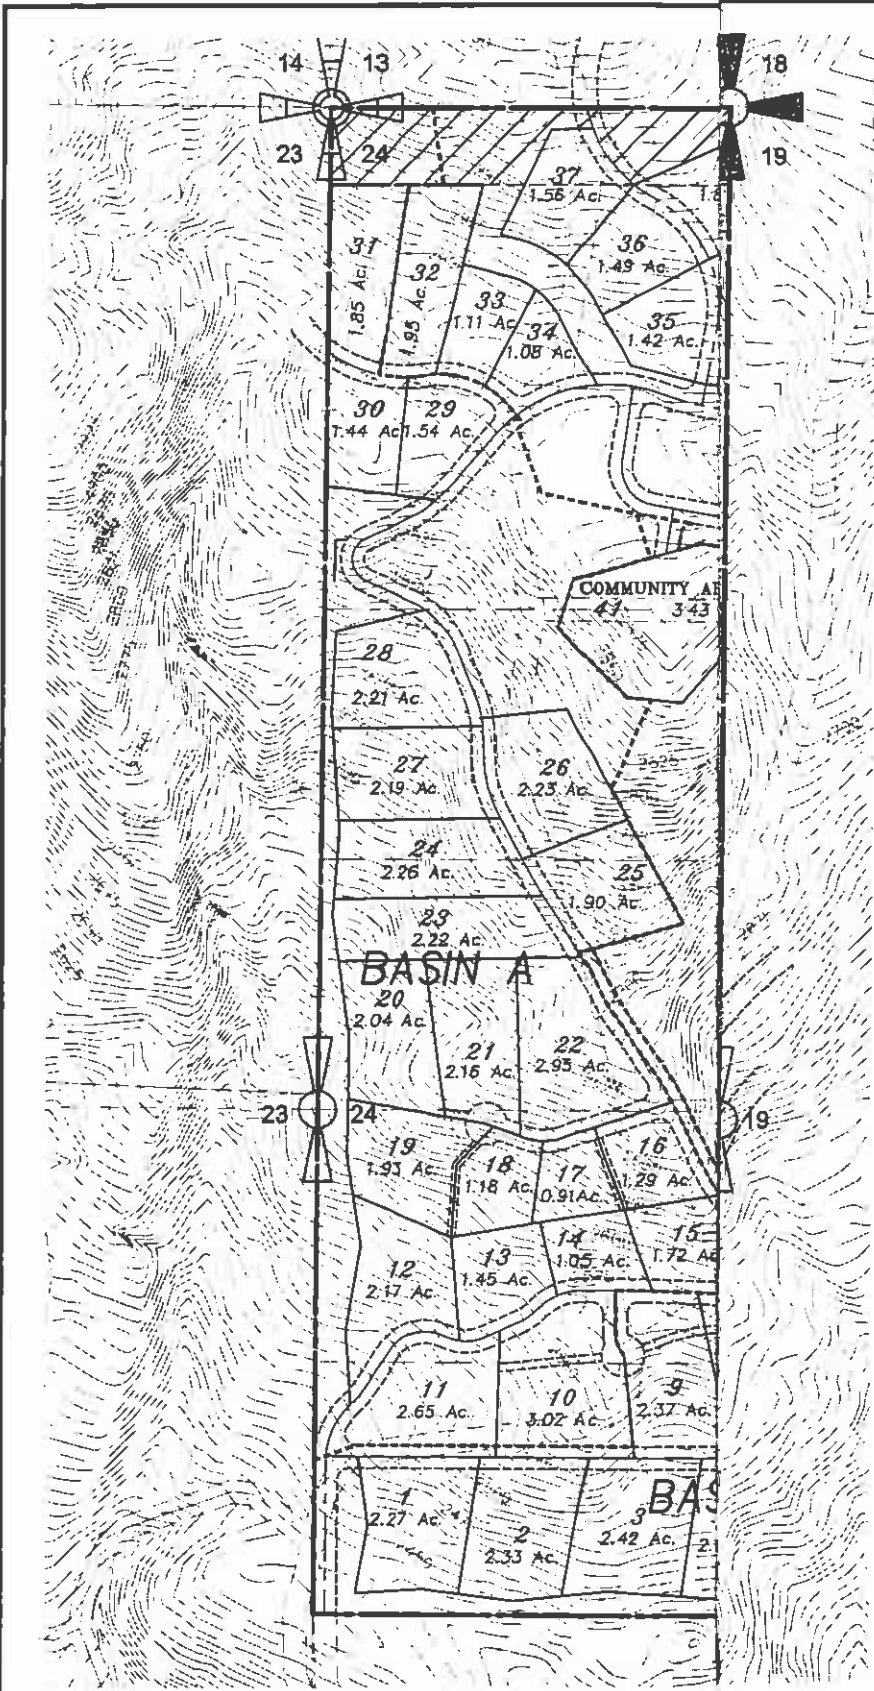 14 13
18
23 24
19
37
1.56 Ac.
1.8
31
1.85 Ac.
32
1.95 Ac.
36
1.49 Ac.
33
1.11 Ac.
34
1.08 Ac.
35
1.42 Ac.
30
1.44 Ac.
29
1.54 Ac.
COMMUNITY AR
41 3.43
28
2.21 Ac.
27
2.19 Ac.
26
2.23 Ac.
24
2.26 Ac.
25
1.90 Ac.
23
2.22 Ac.
BASIN A
20
2.04 Ac.
21
2.16 Ac.
22
2.93 Ac.
23 24
19
19
1.93 Ac.
18
1.18 Ac.
17
0.91 Ac.
16
1.29 Ac.
12
2.17 Ac.
13
1.45 Ac.
14
1.05 Ac.
15
1.72 Ac
11
2.65 Ac.
10
3.02 Ac.
9
2.37 Ac.
BAS
1
2.27 Ac.
2
2.33 Ac.
3
2.42 Ac.